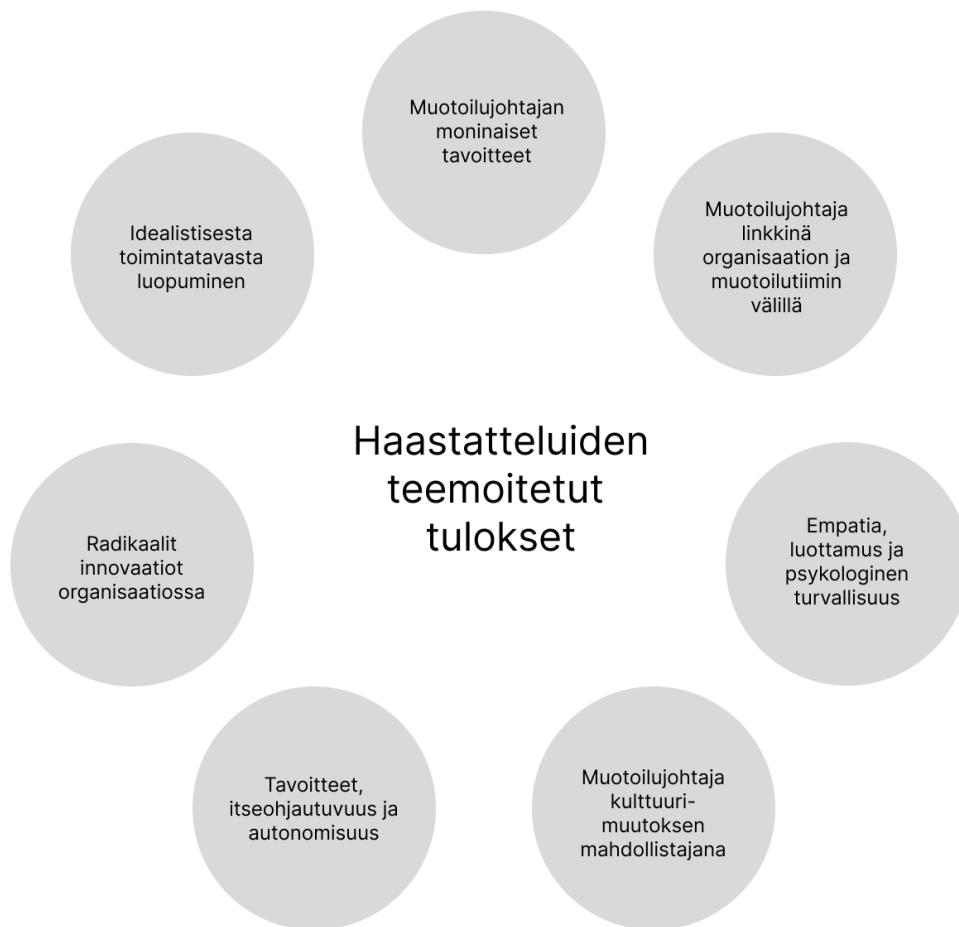 Muotoilujohtajan
moninaiset
tavoitteet
Muotoilujohtaja
linkkinä
organisaation ja
muotoilutiimin
välillä
Idealistisesta
toimintatavasta
luopuminen
Haastatteluiden
teemoitetut
tulokset
Empatia,
luottamus ja
psykologinen
turvallisuus
Radikaalit
innovaatiot
organisaatiossa
Muotoilujohtaja
kulttuuri-
muutoksen
mahdollistajana
Tavoitteet,
itseohjautuvuus ja
autonomisuus